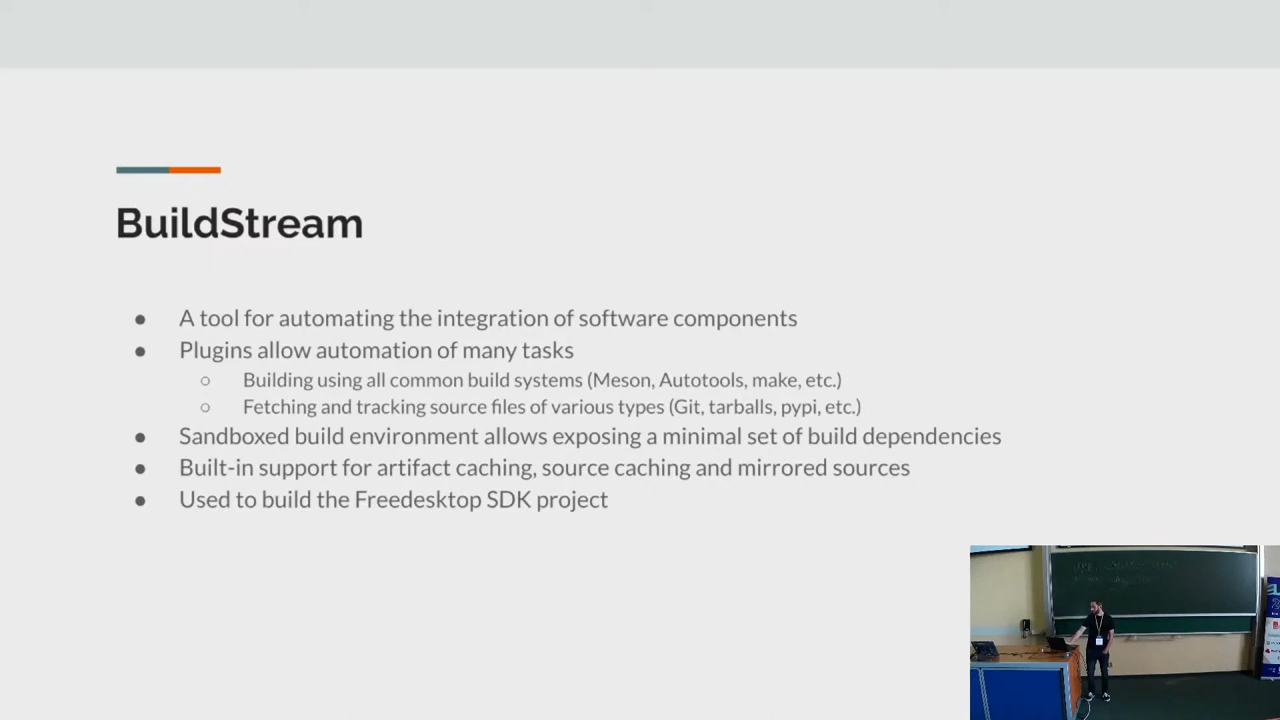 BuildStream
● A tool for automating the integration of software components
● Plugins allow automation of many tasks
○ Building using all common build systems (Meson, Autotools, make, etc.)
○ Fetching and tracking source files of various types (Git, tarballs, pypi, etc.)
● Sandboxed build environment allows exposing a minimal set of build dependencies
● Built-in support for artifact caching, source caching and mirrored sources
● Used to build the Freedesktop SDK project